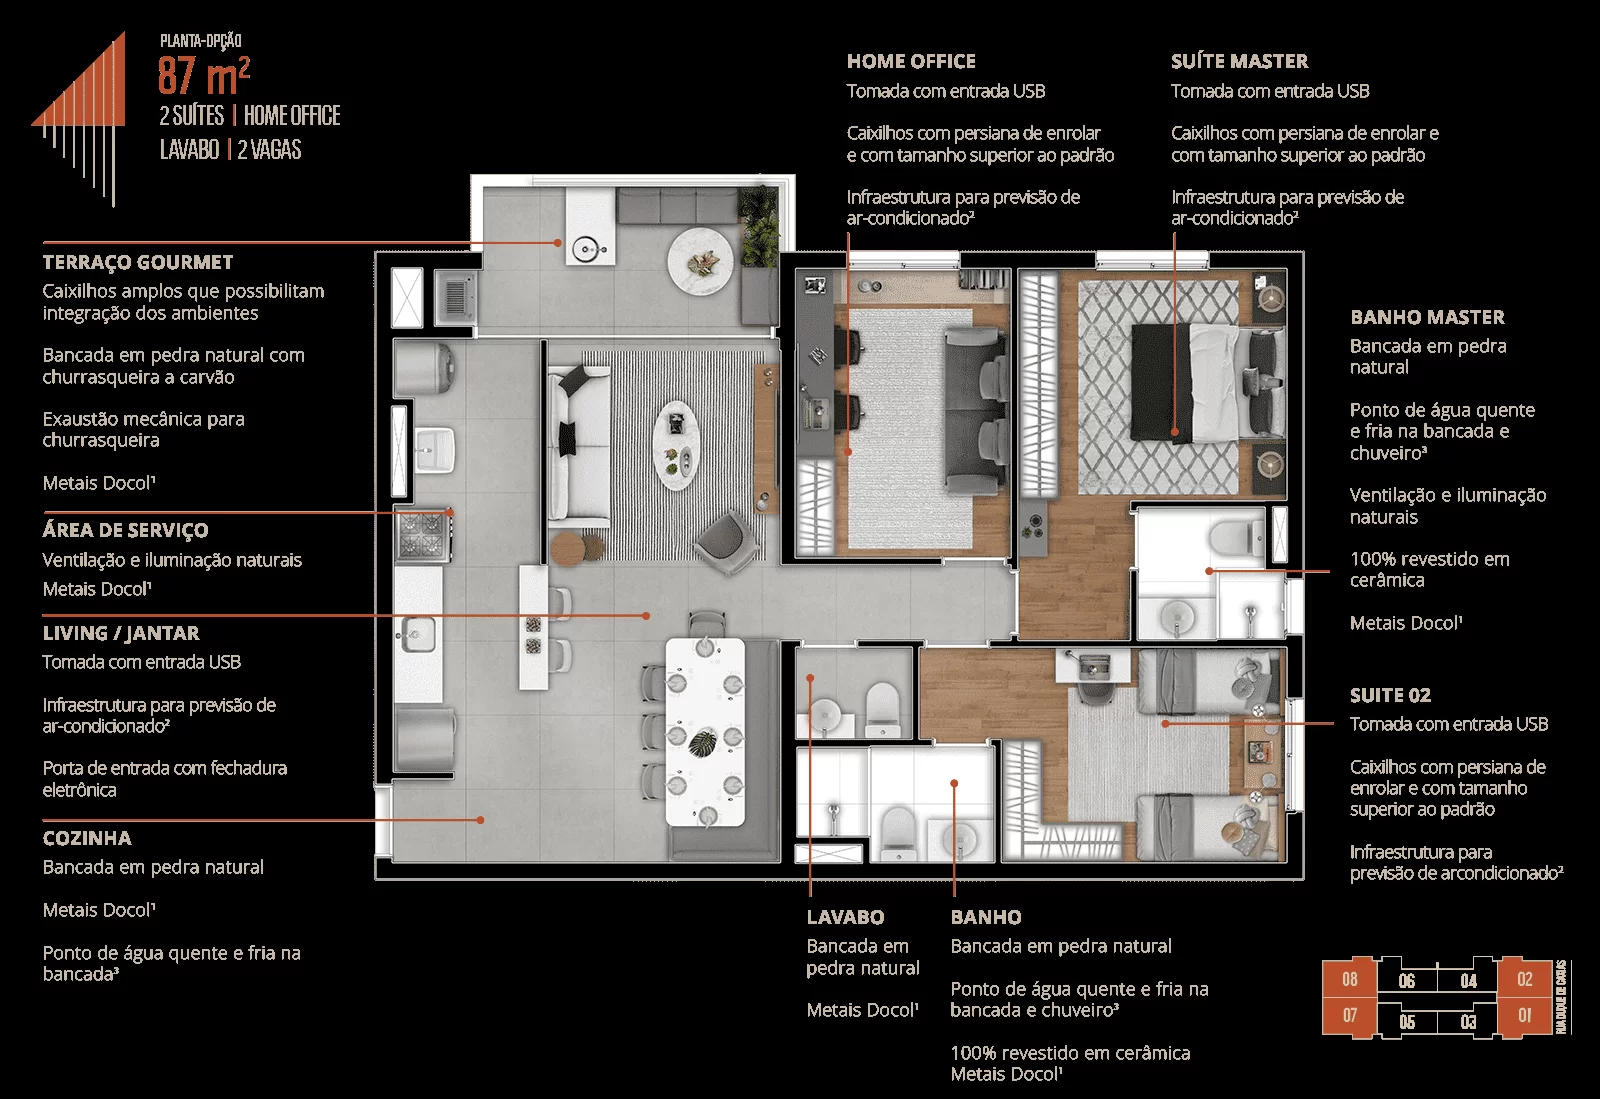 PLANTA-OPÇÃO
87 m²
2 SUÍTES | HOME OFFICE
LAVABO | 2 VAGAS
TERRAÇO GOURMET
Caixilhos amplos que possibilitam
integração dos ambientes
Bancada em pedra natural com
churrasqueira a carvão
Exaustão mecânica para
churrasqueira
Metais Docol¹
ÁREA DE SERVIÇO
Ventilação e iluminação naturais
Metais Docol¹
LIVING / JANTAR
Tomada com entrada USB
Infraestrutura para previsão de
ar-condicionado²
Porta de entrada com fechadura
eletrônica
COZINHA
Bancada em pedra natural
Metais Docol¹
Ponto de água quente e fria na
bancada³
HOME OFFICE
Tomada com entrada USB
Caixilhos com persiana de enrolar
e com tamanho superior ao padrão
Infraestrutura para previsão de
ar-condicionado²
SUÍTE MASTER
Tomada com entrada USB
Caixilhos com persiana de enrolar e
com tamanho superior ao padrão
Infraestrutura para previsão de
ar-condicionado²
BANHO MASTER
Bancada em pedra
natural
Ponto de água quente
e fria na bancada e
chuveiro³
Ventilação e iluminação
naturais
100% revestido em
cerâmica
Metais Docol¹
SUITE 02
Tomada com entrada USB
Caixilhos com persiana de
enrolar e com tamanho
superior ao padrão
Infraestrutura para
previsão de arcondicionado²
LAVABO
Bancada em
pedra natural
Metais Docol¹
BANHO
Bancada em pedra natural
Ponto de água quente e fria na
bancada e chuveiro³
100% revestido em cerâmica
Metais Docol¹
08 06 04 02
07 05 03 01
RUA DUQUE DE CAXIAS